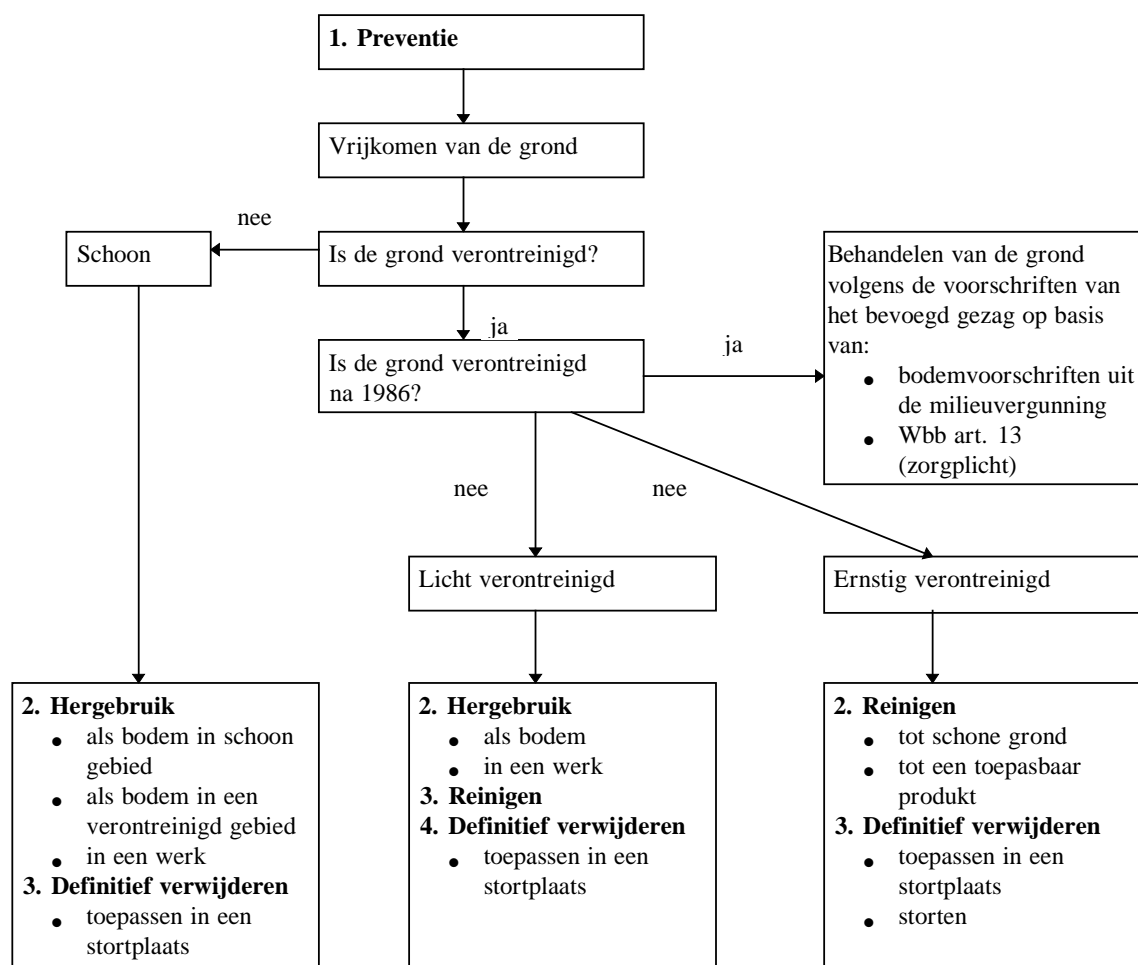 1. Preventie
Vrijkomen van de grond
nee
Schoon
Is de grond verontreinigd?
Behandelen van de grond
volgens de voorschriften van
het bevoegd gezag op basis
van:
• bodemvoorschriften uit
de milieuvergunning
• Wbb art. 13
(zorgplicht)
ja
Is de grond verontreinigd
na 1986?
ja
nee
nee
Licht verontreinigd
Ernstig verontreinigd
2. Hergebruik
• als bodem in schoon
gebied
• als bodem in een
verontreinigd gebied
• in een werk
3. Definitief verwijderen
• toepassen in een
stortplaats
2. Hergebruik
• als bodem
• in een werk
3. Reinigen
4. Definitief verwijderen
• toepassen in een
stortplaats
2. Reinigen
• tot schone grond
• tot een toepasbaar
produkt
3. Definitief verwijderen
• toepassen in een
stortplaats
• storten